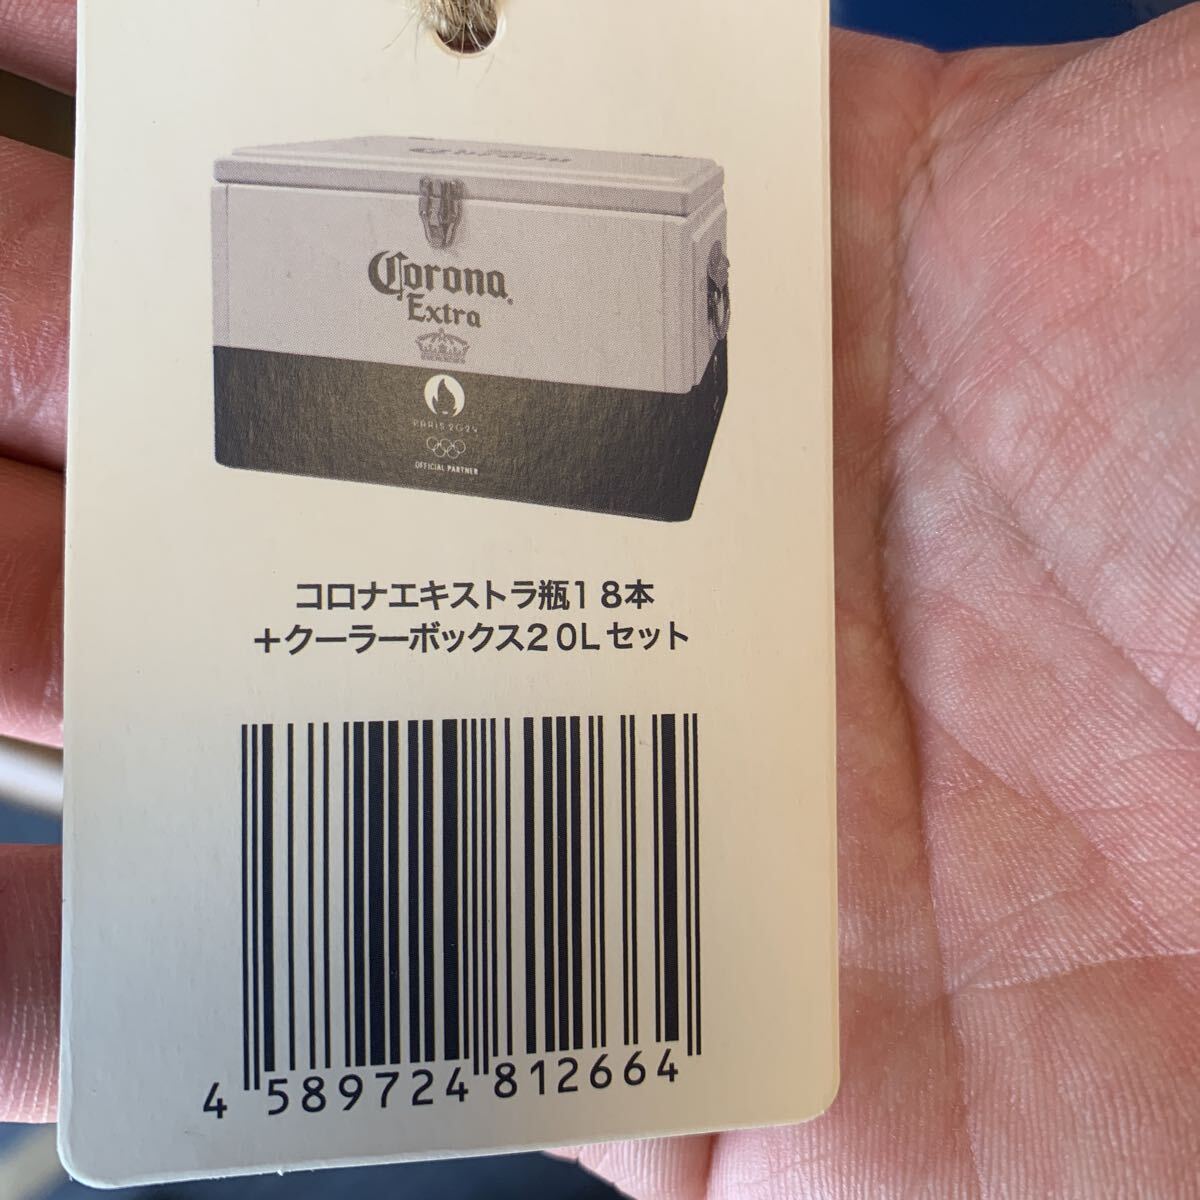 Corona
Corona
Extra
PARIS 2024
OFFICIAL PARTNER
コロナエキストラ瓶１８本
＋クーラーボックス２０Ｌセット
4 589724 812664